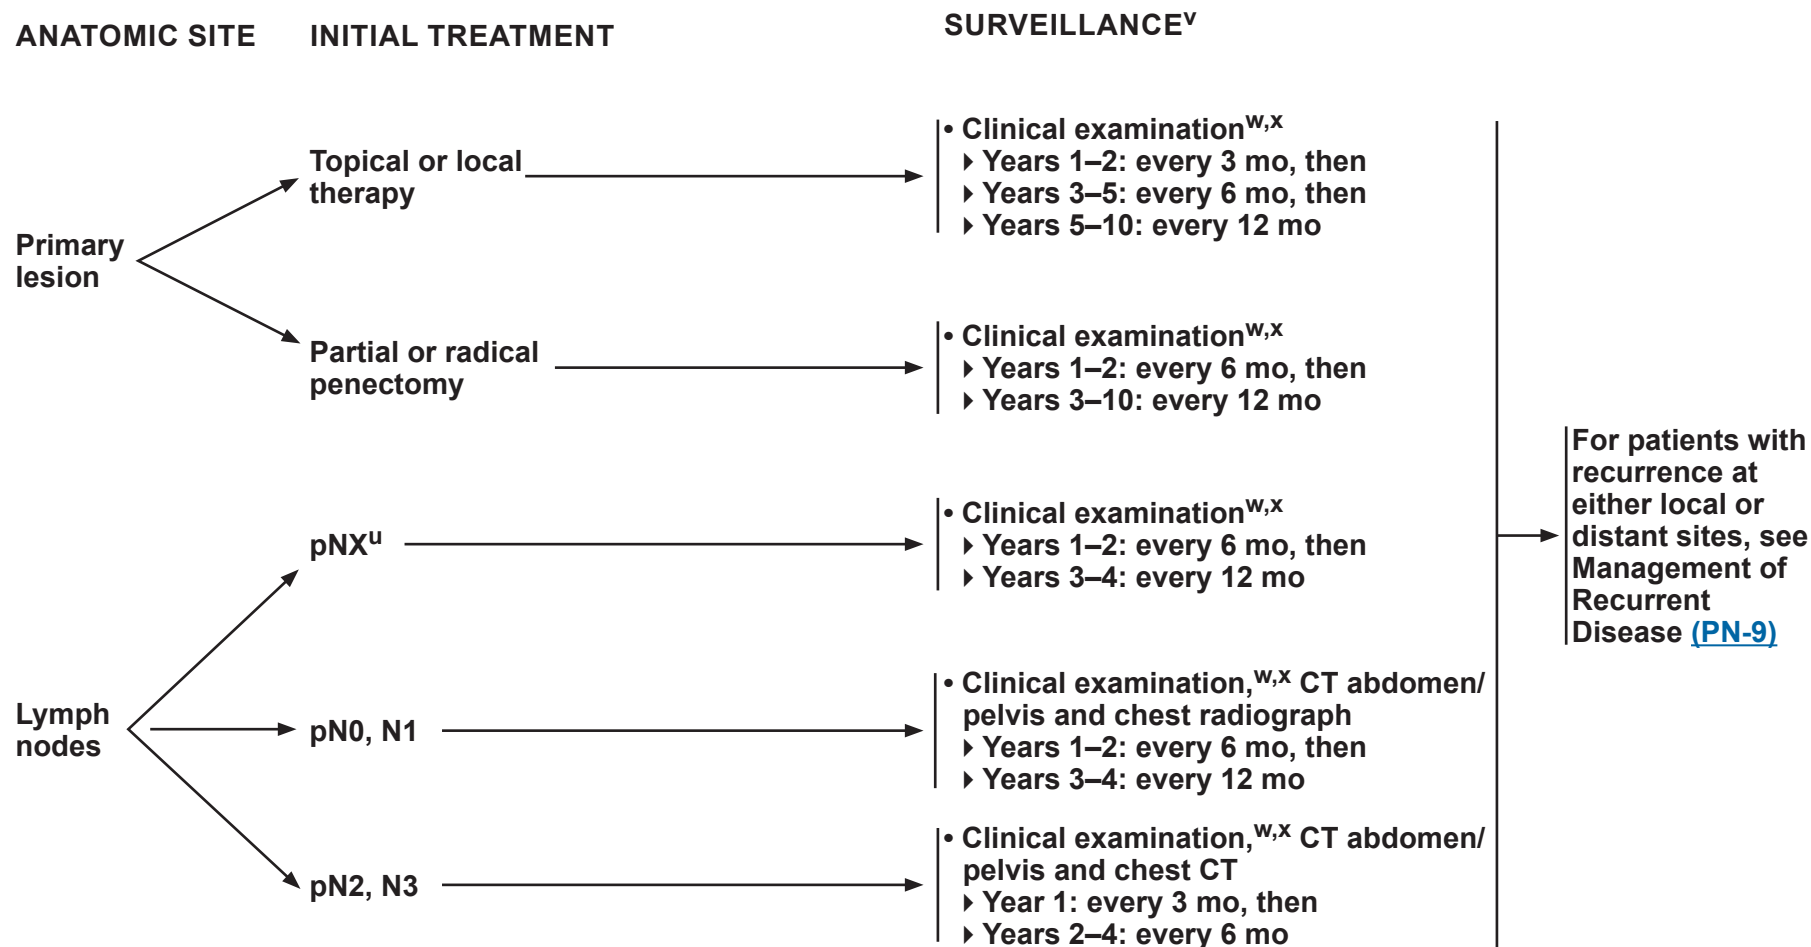 ANATOMIC SITE
INITIAL TREATMENT
SURVEILLANCEᵛ
Primary
lesion
Topical or local
therapy
• Clinical examinationʷ,ˣ
▸ Years 1–2: every 3 mo, then
▸ Years 3–5: every 6 mo, then
▸ Years 5–10: every 12 mo
Partial or radical
penectomy
• Clinical examinationʷ,ˣ
▸ Years 1–2: every 6 mo, then
▸ Years 3–10: every 12 mo
Lymph
nodes
pNXᵘ
• Clinical examinationʷ,ˣ
▸ Years 1–2: every 6 mo, then
▸ Years 3–4: every 12 mo
pN0, N1
• Clinical examination,ʷ,ˣ CT abdomen/
pelvis and chest radiograph
▸ Years 1–2: every 6 mo, then
▸ Years 3–4: every 12 mo
pN2, N3
• Clinical examination,ʷ,ˣ CT abdomen/
pelvis and chest CT
▸ Year 1: every 3 mo, then
▸ Years 2–4: every 6 mo
For patients with
recurrence at
either local or
distant sites, see
Management of
Recurrent
Disease (PN-9)